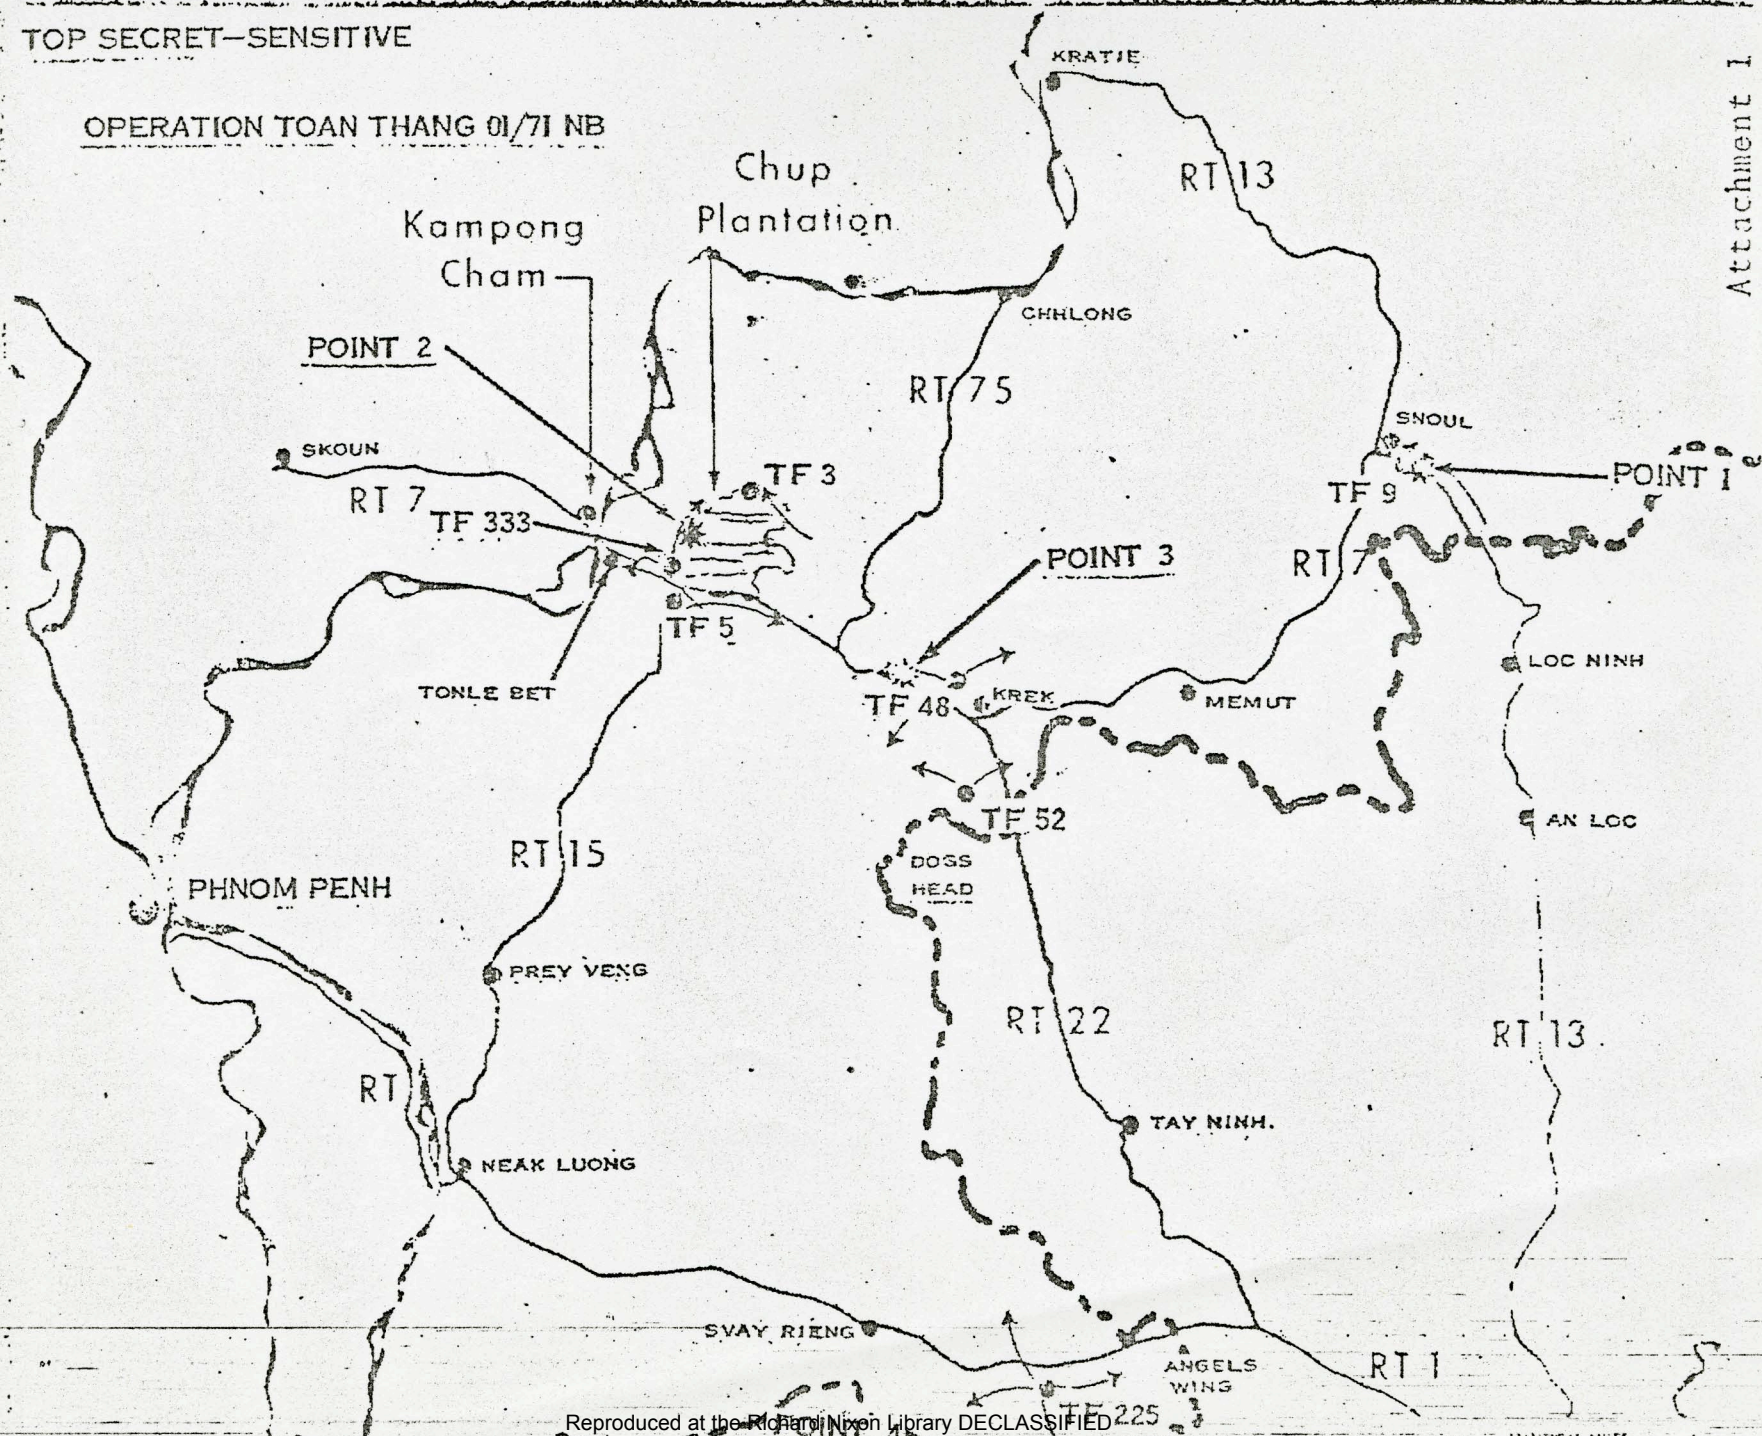 TOP SECRET—SENSITIVE
Attachment 1
OPERATION TOAN THANG 01/71 NB
KRATIE
RT 13
Chup
Plantation
Kampong
Cham
CHHLONG
POINT 2
RT 75
SNOUL
SKOUN
POINT 1
TF 3
TF 9
RT 7
TF 333
POINT 3
RT 7
TF 5
LOC NINH
TONLE BET
KREK
MEMUT
TF 48
TF 52
AN LOC
RT 15
DOGS
HEAD
PHNOM PENH
PREY VENG
RT 22
RT 13
RT
TAY NINH.
NEAK LUONG
SVAY RIENG
ANGELS
WING
RT 1
TF 225
Reproduced at the Richard Nixon Library DECLASSIFIED
POINT